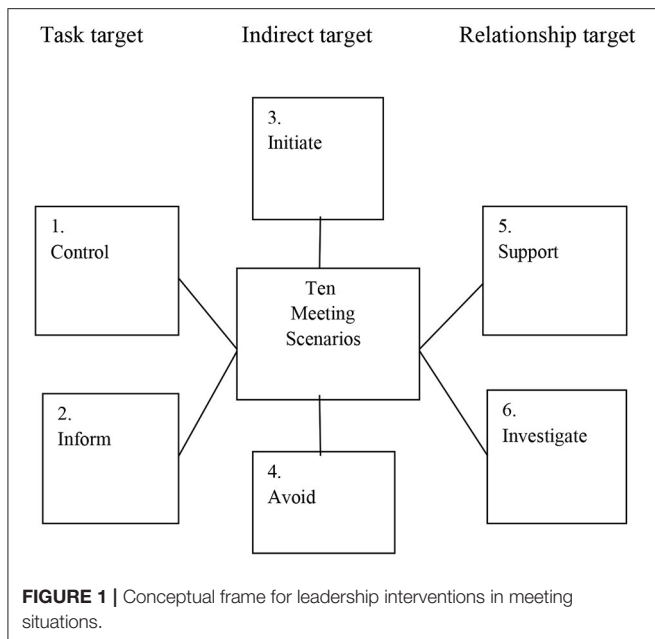 Task target
Indirect target
Relationship target
3.
Initiate
1.
Control
5.
Support
Ten
Meeting
Scenarios
2.
Inform
6.
Investigate
4.
Avoid
FIGURE 1 | Conceptual frame for leadership interventions in meeting
situations.